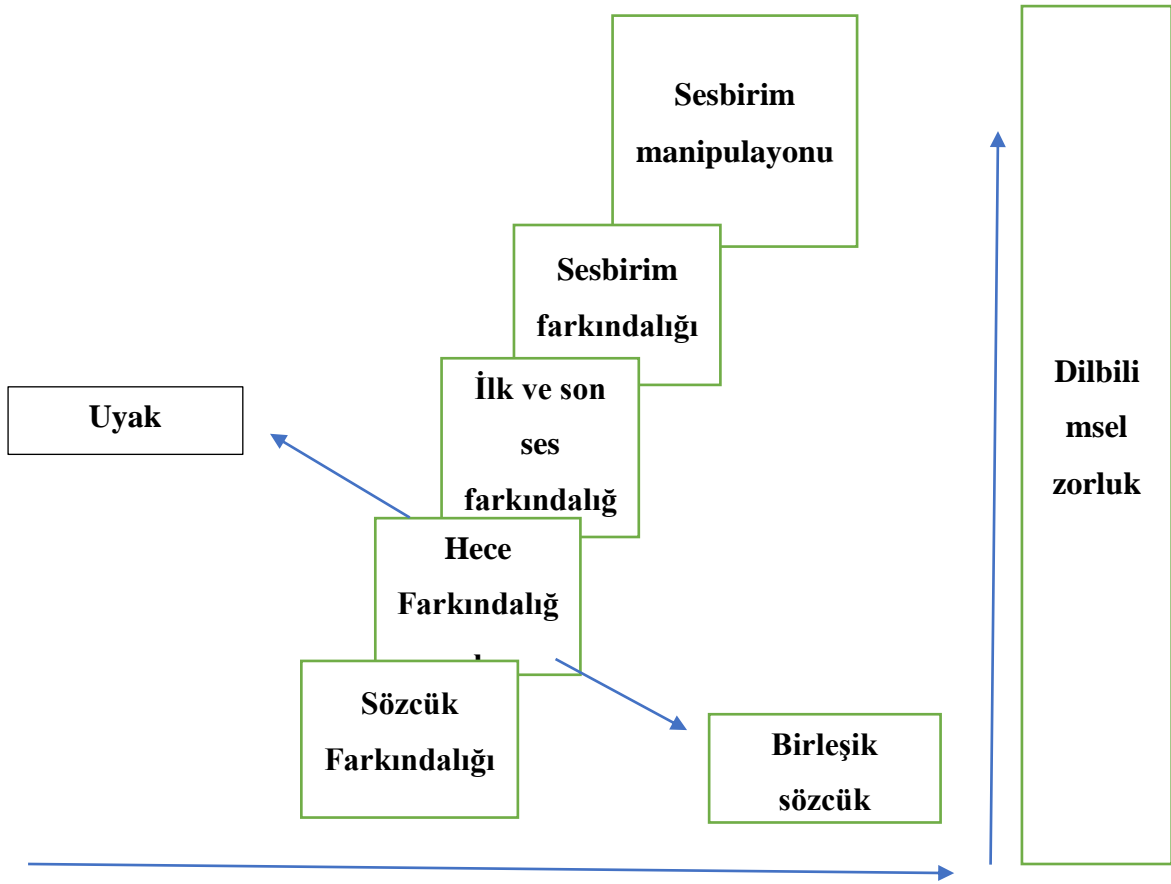 Sesbirim
manipulayonu
Sesbirim
farkındalığı
İlk ve son
ses
farkındalığ
Uyak
Hece
Farkındalığ
Sözcük
Farkındalığı
Birleşik
sözcük
Dilbili
msel
zorluk